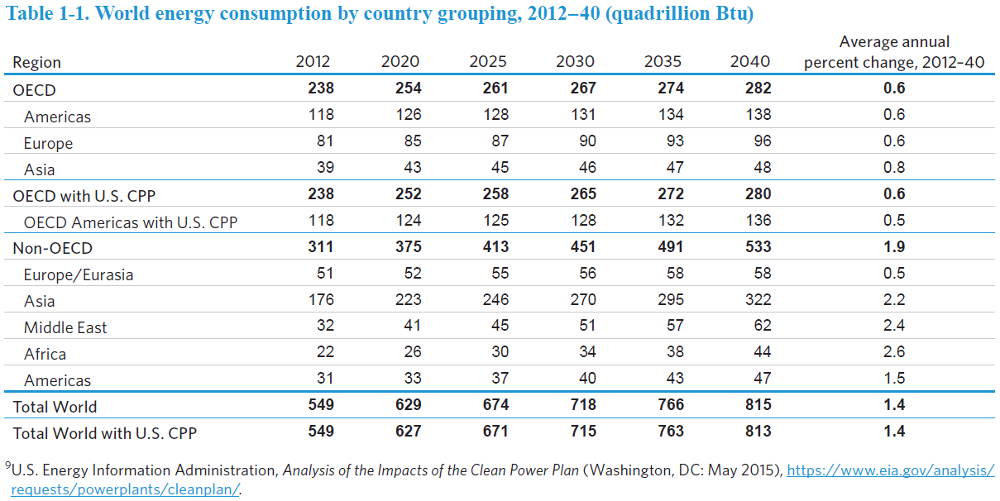 Table 1-1. World energy consumption by country grouping, 2012–40 (quadrillion Btu)
Average annual
Region 2012 2020 2025 2030 2035 2040 percent change, 2012–40
OECD 238 254 261 267 274 282 0.6
Americas 118 126 128 131 134 138 0.6
Europe 81 85 87 90 93 96 0.6
Asia 39 43 45 46 47 48 0.8
OECD with U.S. CPP 238 252 258 265 272 280 0.6
OECD Americas with U.S. CPP 118 124 125 128 132 136 0.5
Non-OECD 311 375 413 451 491 533 1.9
Europe/Eurasia 51 52 55 56 58 58 0.5
Asia 176 223 246 270 295 322 2.2
Middle East 32 41 45 51 57 62 2.4
Africa 22 26 30 34 38 44 2.6
Americas 31 33 37 40 43 47 1.5
Total World 549 629 674 718 766 815 1.4
Total World with U.S. CPP 549 627 671 715 763 813 1.4
⁹U.S. Energy Information Administration, Analysis of the Impacts of the Clean Power Plan (Washington, DC: May 2015), https://www.eia.gov/analysis/
requests/powerplants/cleanplan/.